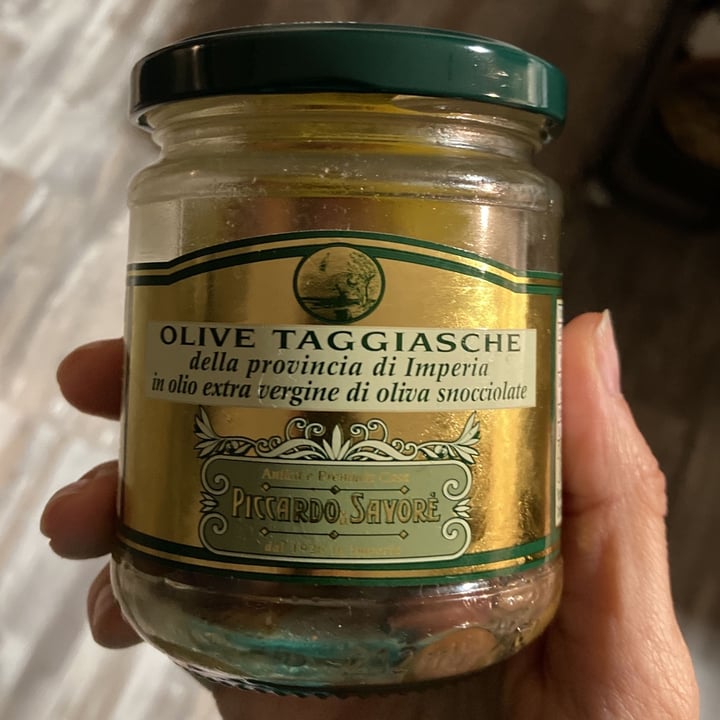 OLIVE TAGGIASCHE
della provincia di Imperia
in olio extra vergine di oliva snocciolate
PICCARDO & SAVORÈ